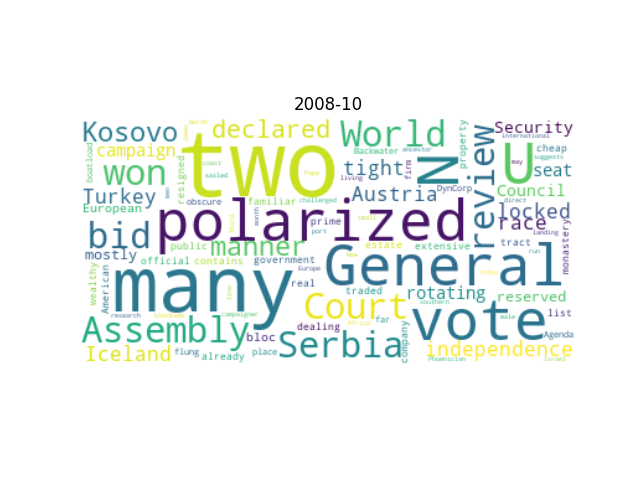 2008-10
Kosovo
declared
World
Security
international
campaign
two
tight
N
review
property
U
cheap
suggests
boatload
won
resigned
Backwater
ancestor
firm
may
seat
sailed
Papa
living
DynCorp
Turkey
obscure
familiar
challenged
Austria
Council
direct
European
polarized
month
prime
port
locked
bid
public
manner
race
landing
mostly
official
contains
government
estate
extensive
tract
run
monastery
wealthy
American
many
real
Europe
General
southern
rotating
reserved
research
campaigner
Court
traded
far
vote
list
Assembly
bloc
dealing
company
Agenda
Iceland
flung
already
place
Serbia
independence
Phoenician
Israel